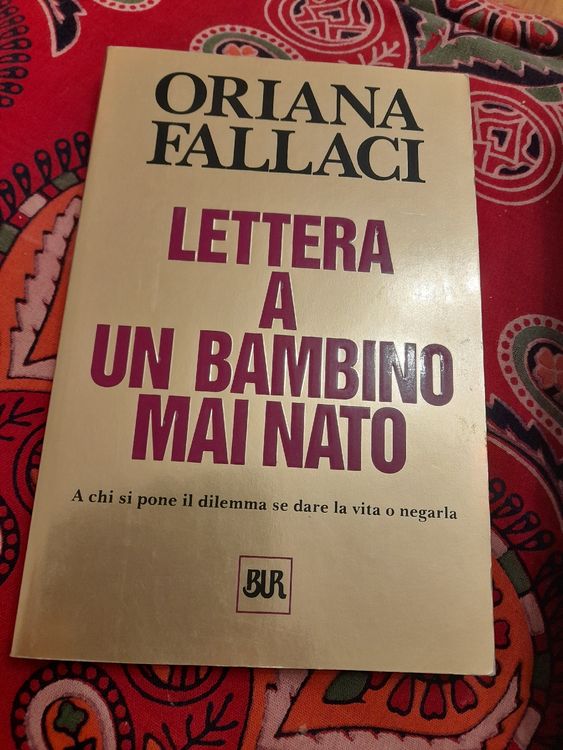 ORIANA
FALLACI
LETTERA
A
UN BAMBINO
MAI NATO
A chi si pone il dilemma se dare la vita o negarla
BUR